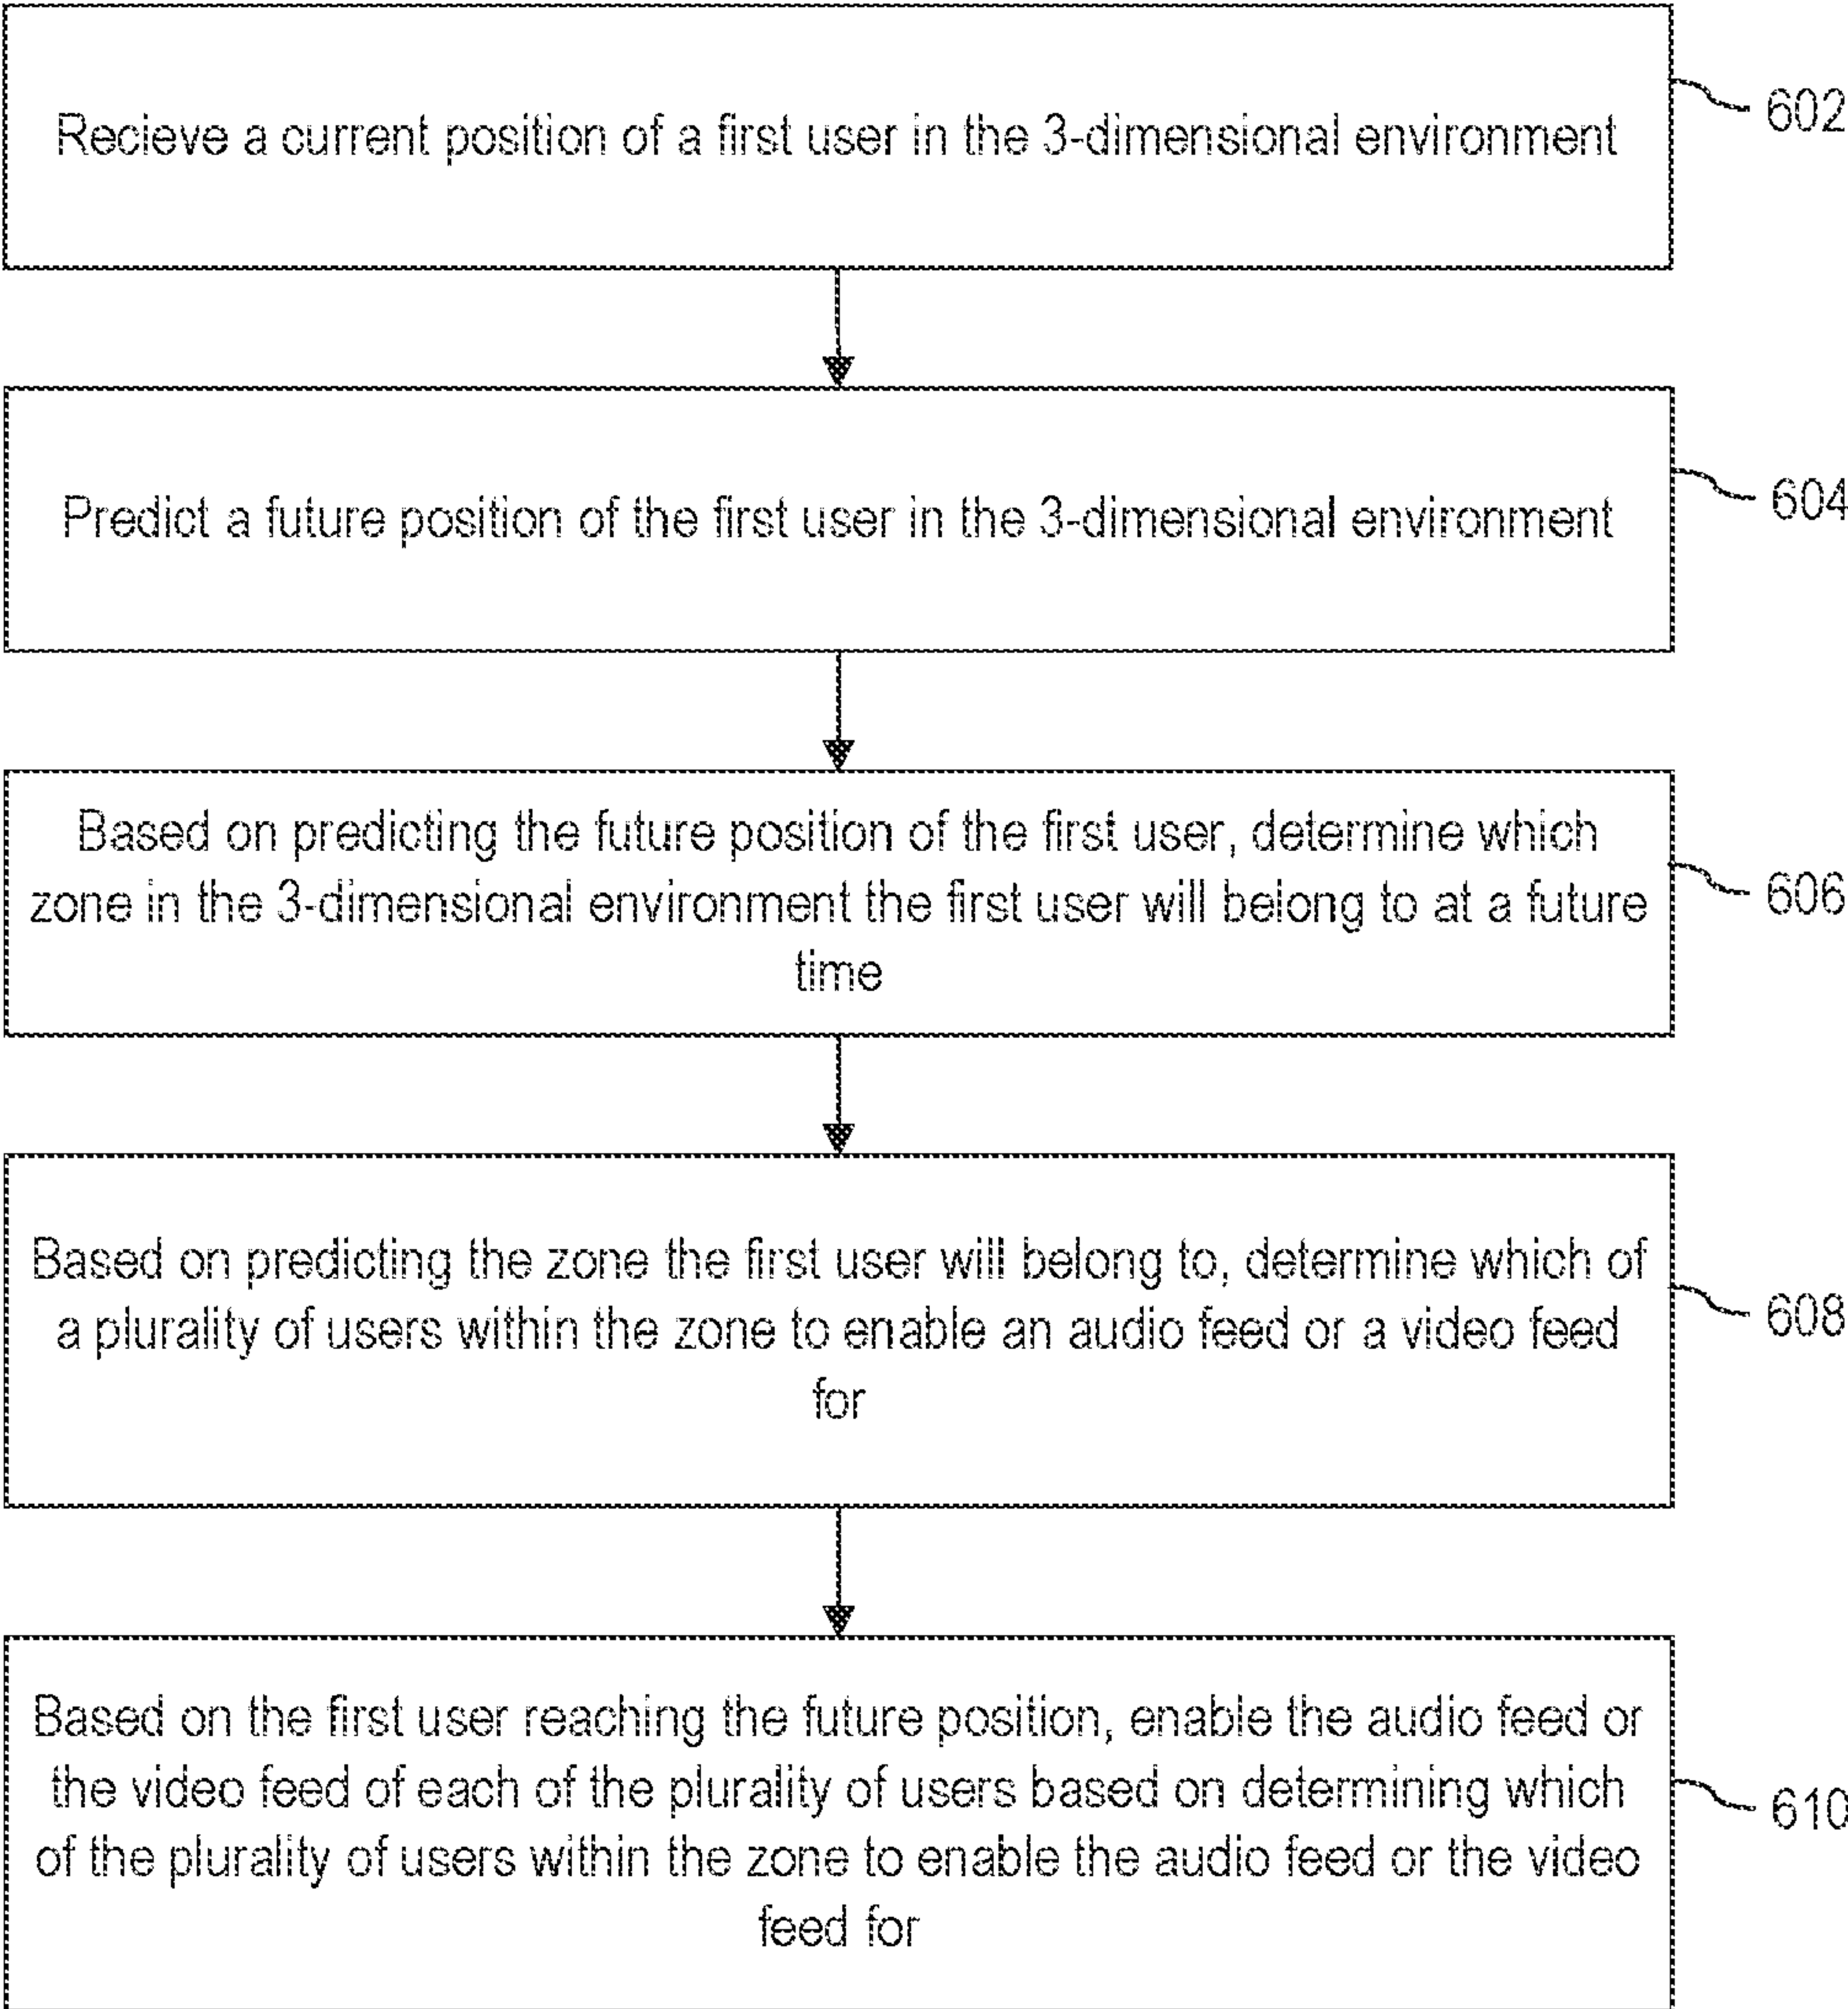 Recieve a current position of a first user in the 3-dimensional environment
602
Predict a future position of the first user in the 3-dimensional environment
604
Based on predicting the future position of the first user, determine which
zone in the 3-dimensional environment the first user will belong to at a future
time
606
Based on predicting the zone the first user will belong to, determine which of
a plurality of users within the zone to enable an audio feed or a video feed
for
608
Based on the first user reaching the future position, enable the audio feed or
the video feed of each of the plurality of users based on determining which
of the plurality of users within the zone to enable the audio feed or the video
feed for
610